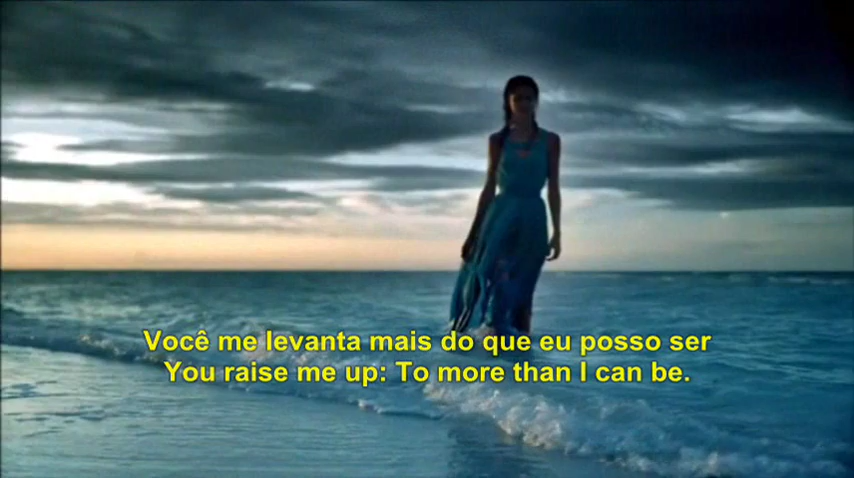 Você me levanta mais do que eu posso ser
You raise me up: To more than I can be.